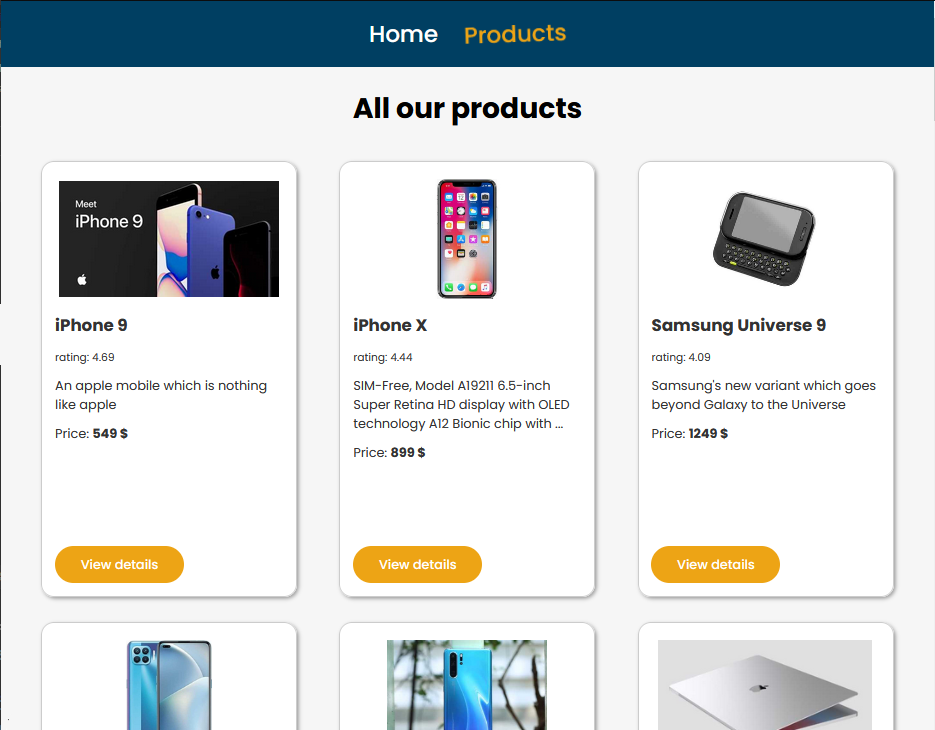 Home Products
All our products
Meet
iPhone 9
iPhone 9
rating: 4.69
An apple mobile which is nothing
like apple
Price: 549 $
View details
iPhone X
rating: 4.44
SIM-Free, Model A19211 6.5-inch
Super Retina HD display with OLED
technology A12 Bionic chip with ...
Price: 899 $
View details
Samsung Universe 9
rating: 4.09
Samsung's new variant which goes
beyond Galaxy to the Universe
Price: 1249 $
View details